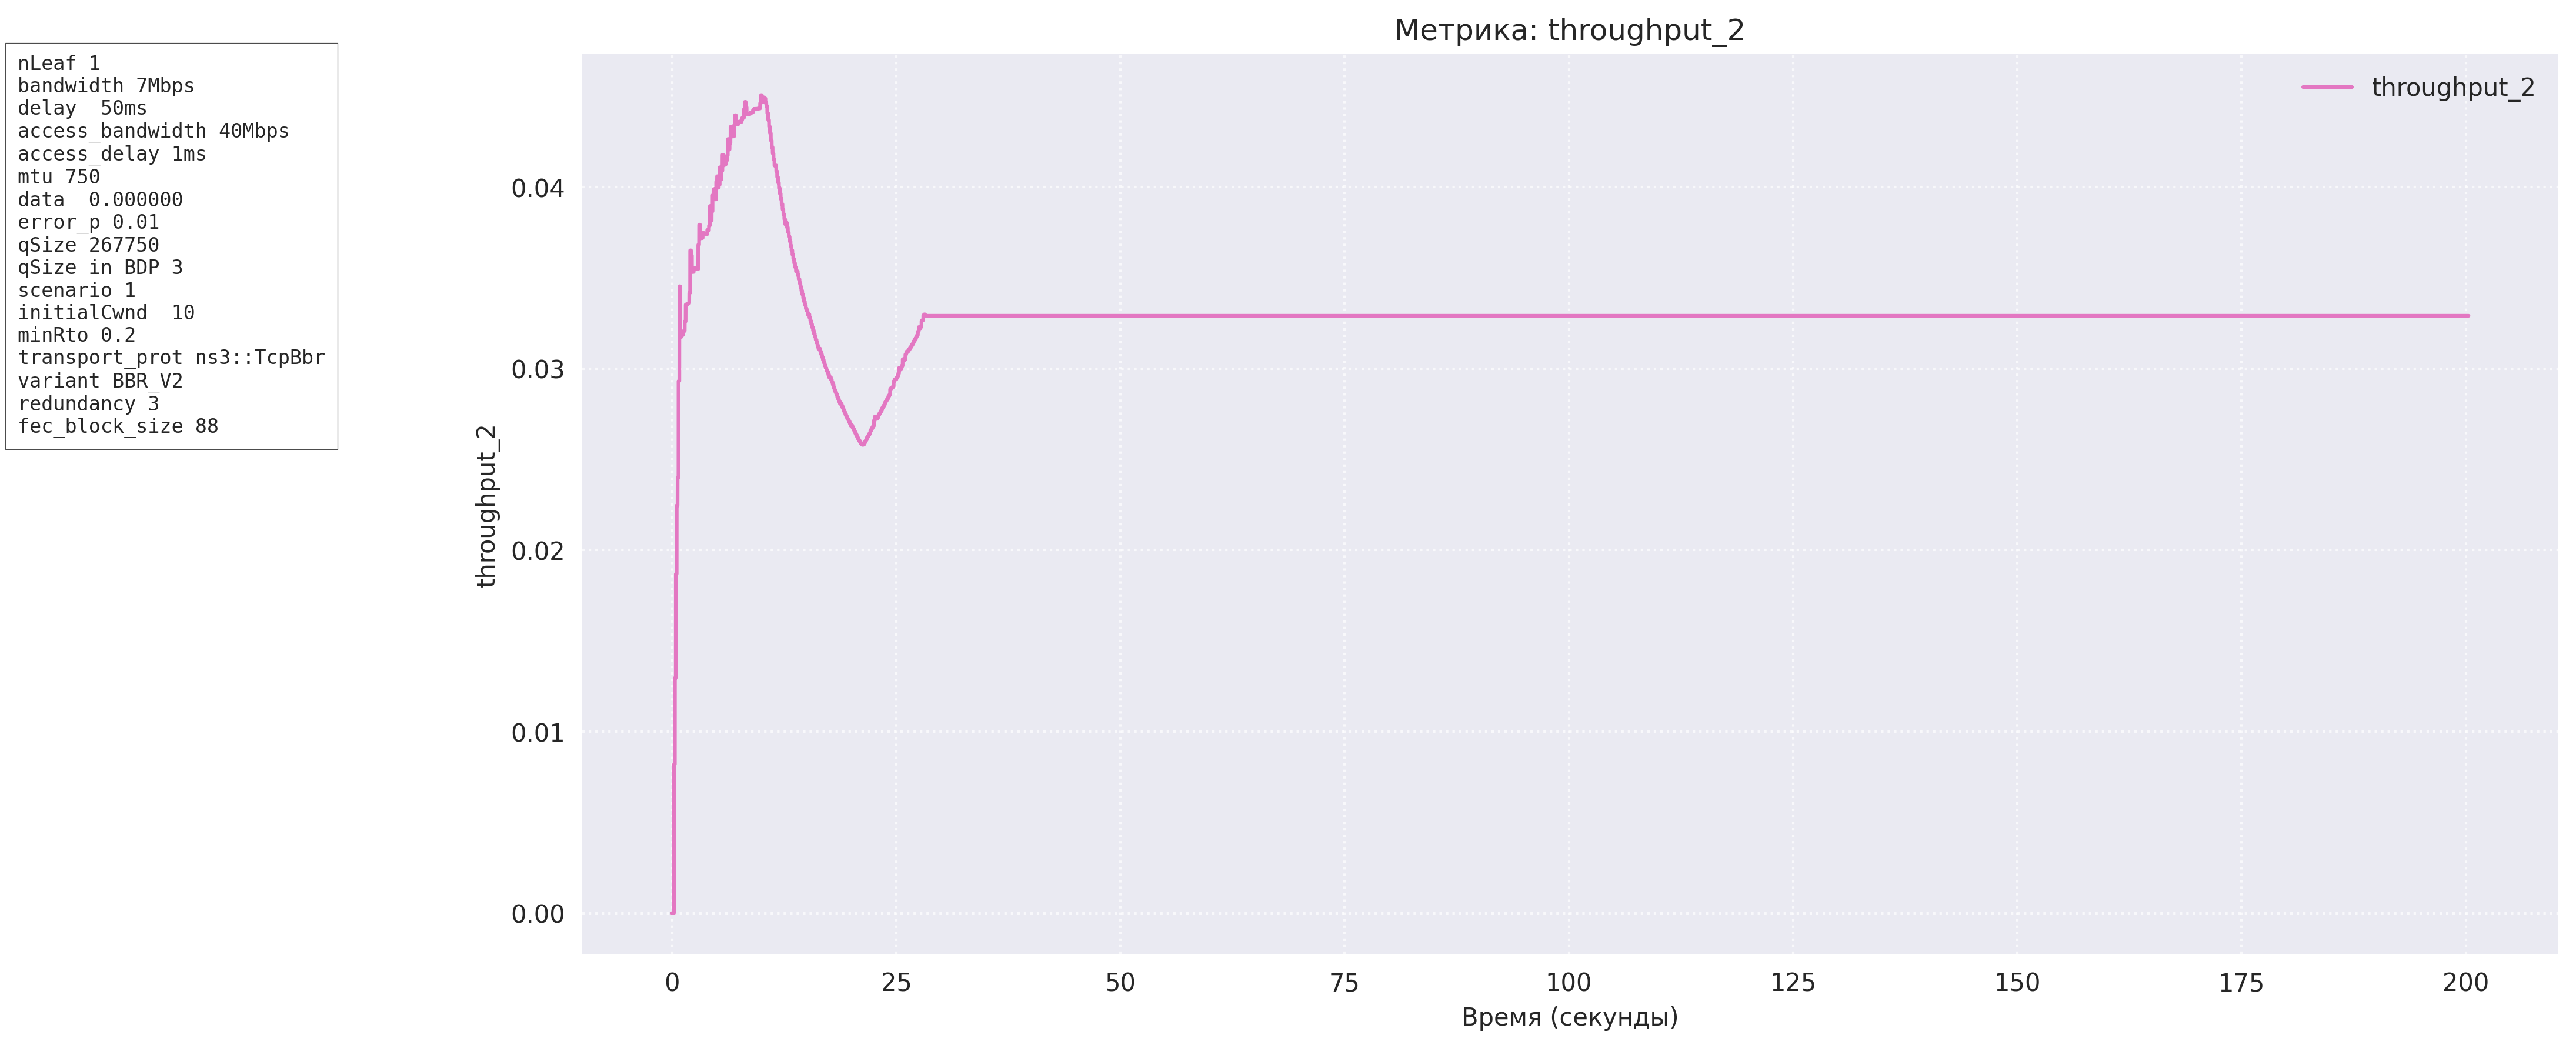 Метрика: throughput_2
nLeaf 1
bandwidth 7Mbps
delay  50ms
access_bandwidth 40Mbps
access_delay 1ms
mtu 750
data  0.000000
error_p 0.01
qSize 267750
qSize in BDP 3
scenario 1
initialCwnd  10
minRto 0.2
transport_prot ns3::TcpBbr
variant BBR_V2
redundancy 3
fec_block_size 88
throughput_2
throughput_2
0.04
0.03
0.02
0.01
0.00
0 25 50 75 100 125 150 175 200
Время (секунды)